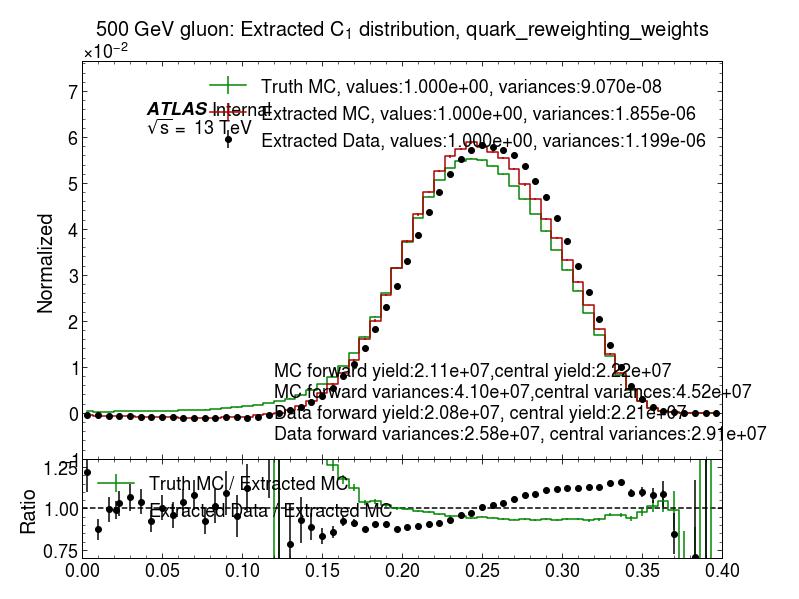 500 GeV gluon: Extracted C₁ distribution, quark_reweighting_weights
×10⁻²
Truth MC, values:1.000e+00, variances:9.070e-08
ATLAS Internal
Extracted MC, values:1.000e+00, variances:1.855e-06
√s = 13 TeV
Extracted Data, values:1.000e+00, variances:1.199e-06
Normalized
7
6
5
4
3
2
1
0
MC forward yield:2.11e+07,central yield:2.22e+07
MC forward variances:4.10e+07,central variances:4.52e+07
Data forward yield:2.08e+07, central yield:2.21e+07
Data forward variances:2.58e+07, central variances:2.91e+07
Ratio
1.25
1.00
0.75
Truth MC / Extracted MC
Extracted Data / Extracted MC
0.00 0.05 0.10 0.15 0.20 0.25 0.30 0.35 0.40